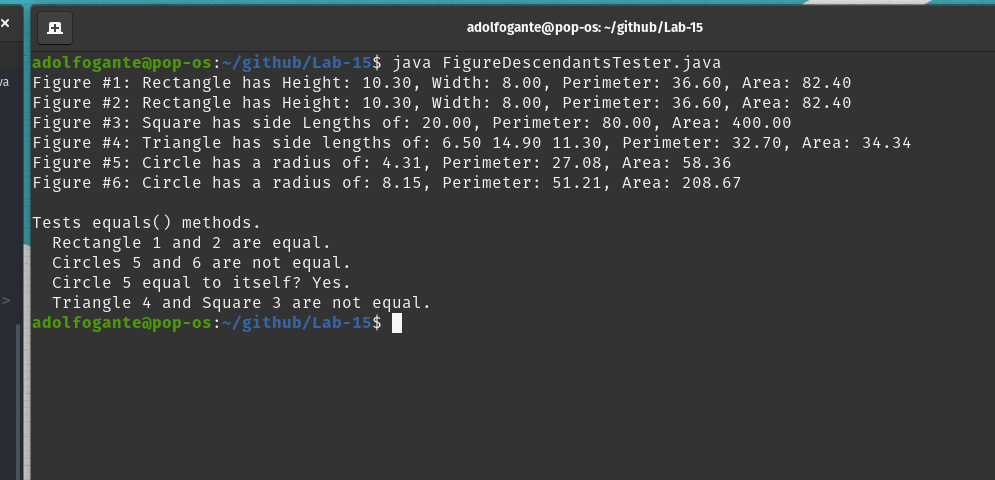 adolfogante@pop-os: ~/github/Lab-15
va
adolfogante@pop-os:~/github/Lab-15$ java FigureDescendantsTester.java
Figure #1: Rectangle has Height: 10.30, Width: 8.00, Perimeter: 36.60, Area: 82.40
Figure #2: Rectangle has Height: 10.30, Width: 8.00, Perimeter: 36.60, Area: 82.40
Figure #3: Square has side Lengths of: 20.00, Perimeter: 80.00, Area: 400.00
Figure #4: Triangle has side lengths of: 6.50 14.90 11.30, Perimeter: 32.70, Area: 34.34
Figure #5: Circle has a radius of: 4.31, Perimeter: 27.08, Area: 58.36
Figure #6: Circle has a radius of: 8.15, Perimeter: 51.21, Area: 208.67
Tests equals() methods.
Rectangle 1 and 2 are equal.
Circles 5 and 6 are not equal.
Circle 5 equal to itself? Yes.
Triangle 4 and Square 3 are not equal.
adolfogante@pop-os:~/github/Lab-15$